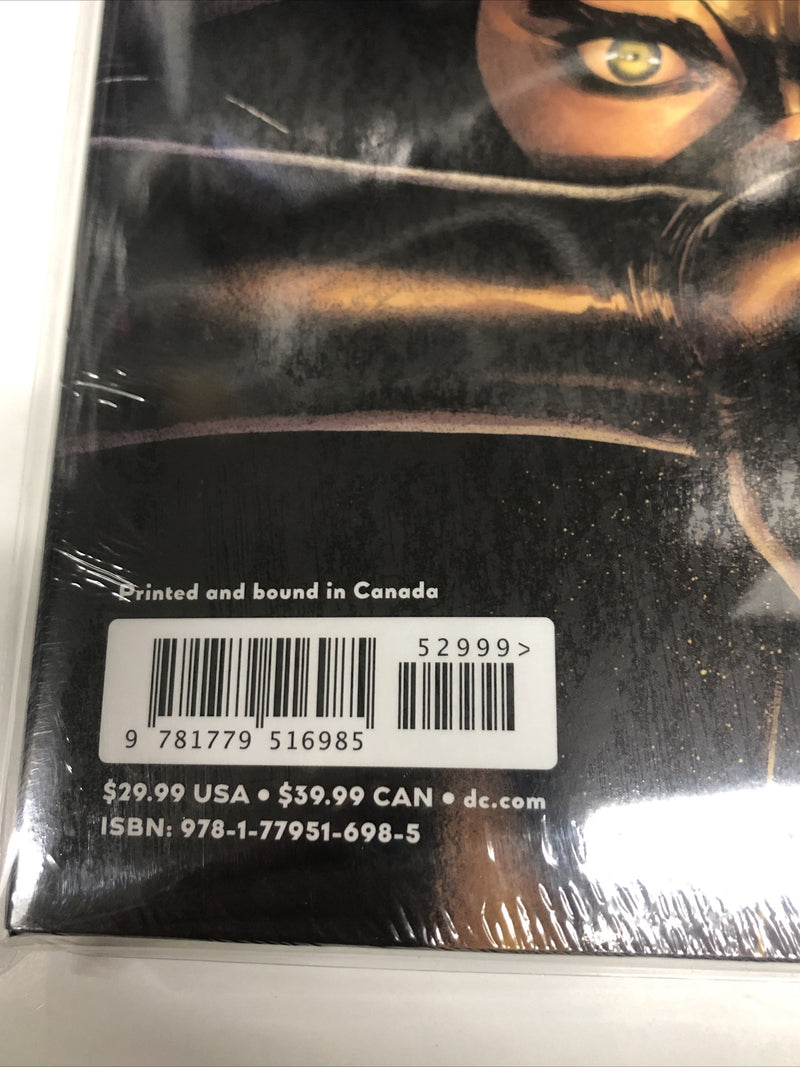 Printed and bound in Canada
52999>
9 781779 516985
$29.99 USA • $39.99 CAN • dc.com
ISBN: 978-1-77951-698-5